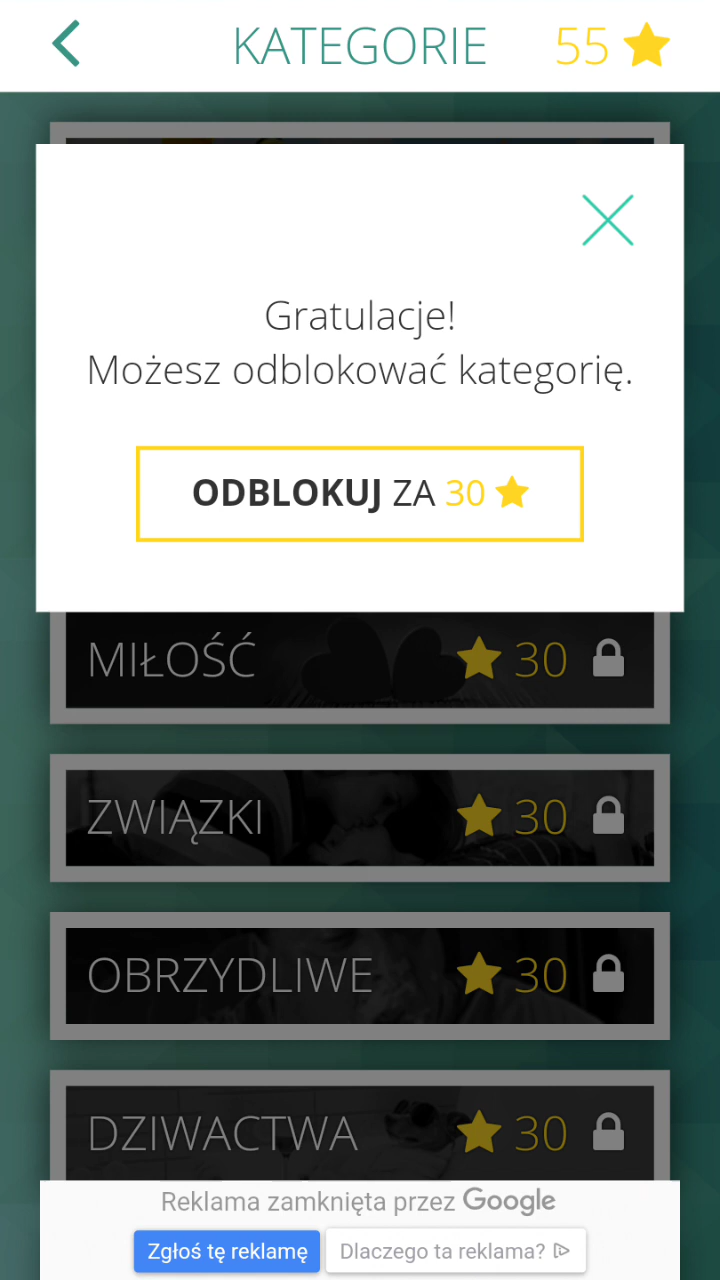 KATEGORIE 55
Gratulacje!
Możesz odblokować kategorię.
ODBLOKUJ ZA 30
MIŁOŚĆ 30
ZWIĄZKI 30
OBRZYDLIWE 30
DZIWACTWA 30
Reklama zamknięta przez Google
Zgłoś tę reklamę Dlaczego ta reklama?